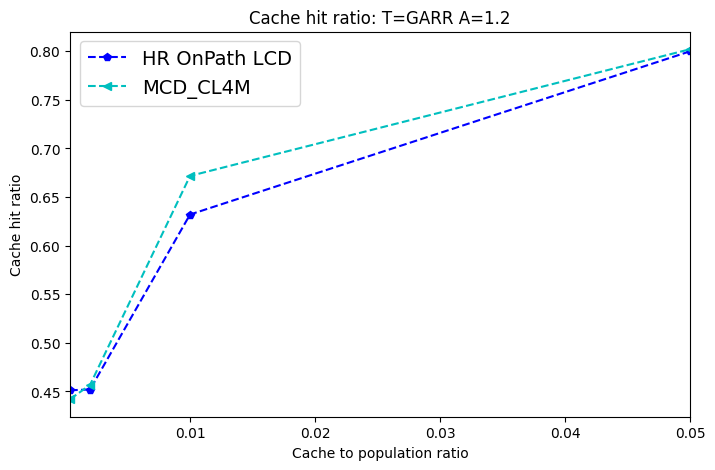 Cache hit ratio: T=GARR A=1.2
HR OnPath LCD
MCD_CL4M
0.80
0.75
0.70
0.65
0.60
0.55
0.50
0.45
Cache hit ratio
0.01
0.02
0.03
0.04
0.05
Cache to population ratio